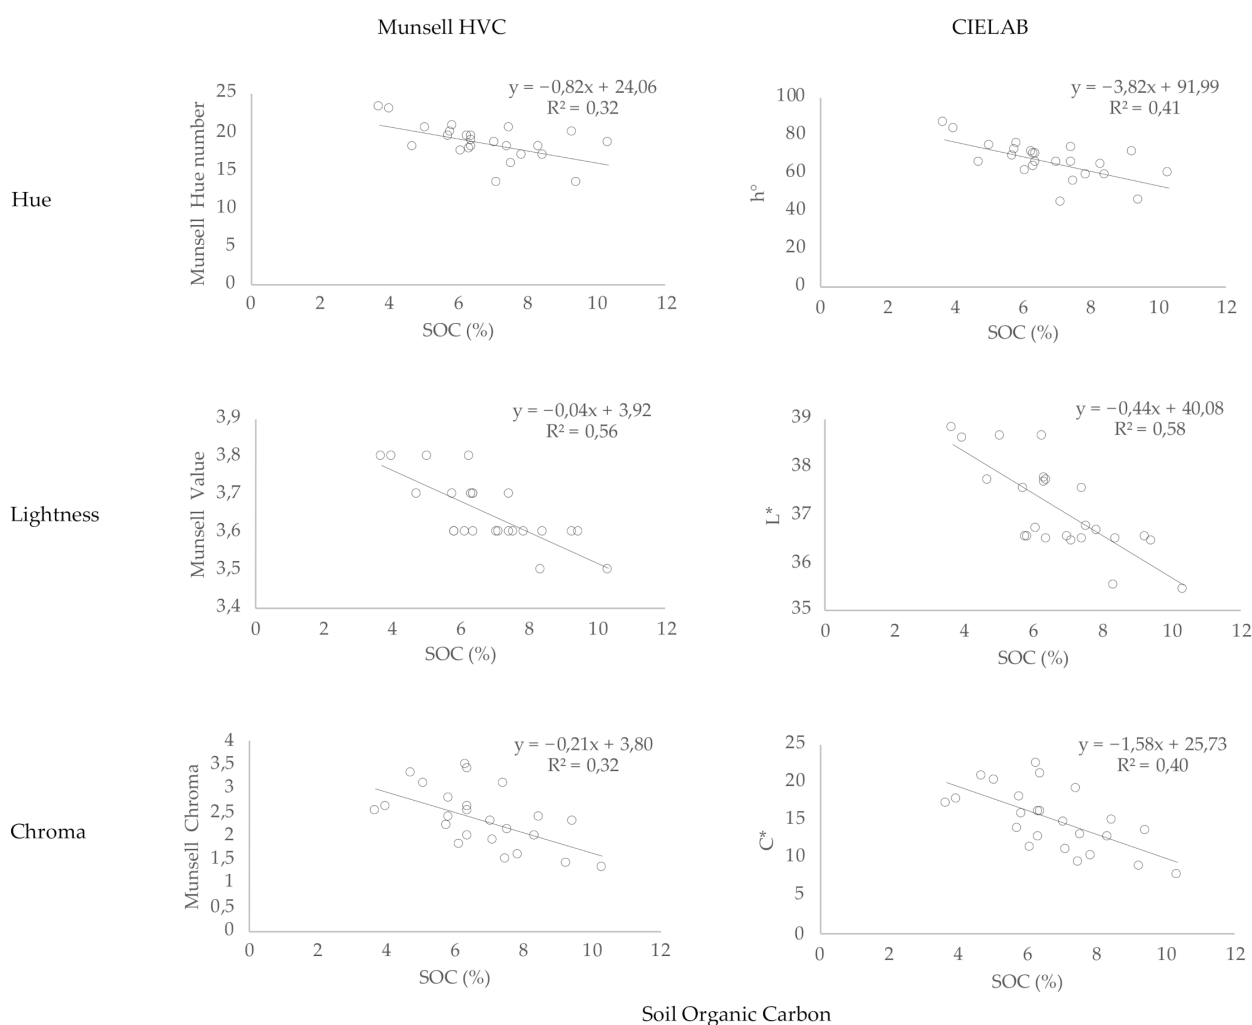 Munsell HVC
CIELAB
Hue
Munsell Hue number
25
20
15
10
5
0
y = −0,82x + 24,06
R² = 0,32
0 2 4 6 8 10 12
SOC (%)
h°
100
80
60
40
20
0
y = −3,82x + 91,99
R² = 0,41
0 2 4 6 8 10 12
SOC (%)
Lightness
Munsell Value
3,9
3,8
3,7
3,6
3,5
3,4
y = −0,04x + 3,92
R² = 0,56
0 2 4 6 8 10 12
SOC (%)
L*
39
38
37
36
35
y = −0,44x + 40,08
R² = 0,58
0 2 4 6 8 10 12
SOC (%)
Chroma
Munsell Chroma
4
3,5
3
2,5
2
1,5
1
0,5
0
y = −0,21x + 3,80
R² = 0,32
0 2 4 6 8 10 12
SOC (%)
C*
25
20
15
10
5
0
y = −1,58x + 25,73
R² = 0,40
0 2 4 6 8 10 12
SOC (%)
Soil Organic Carbon